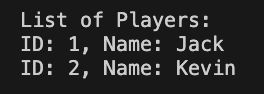 List of Players:
ID: 1, Name: Jack
ID: 2, Name: Kevin